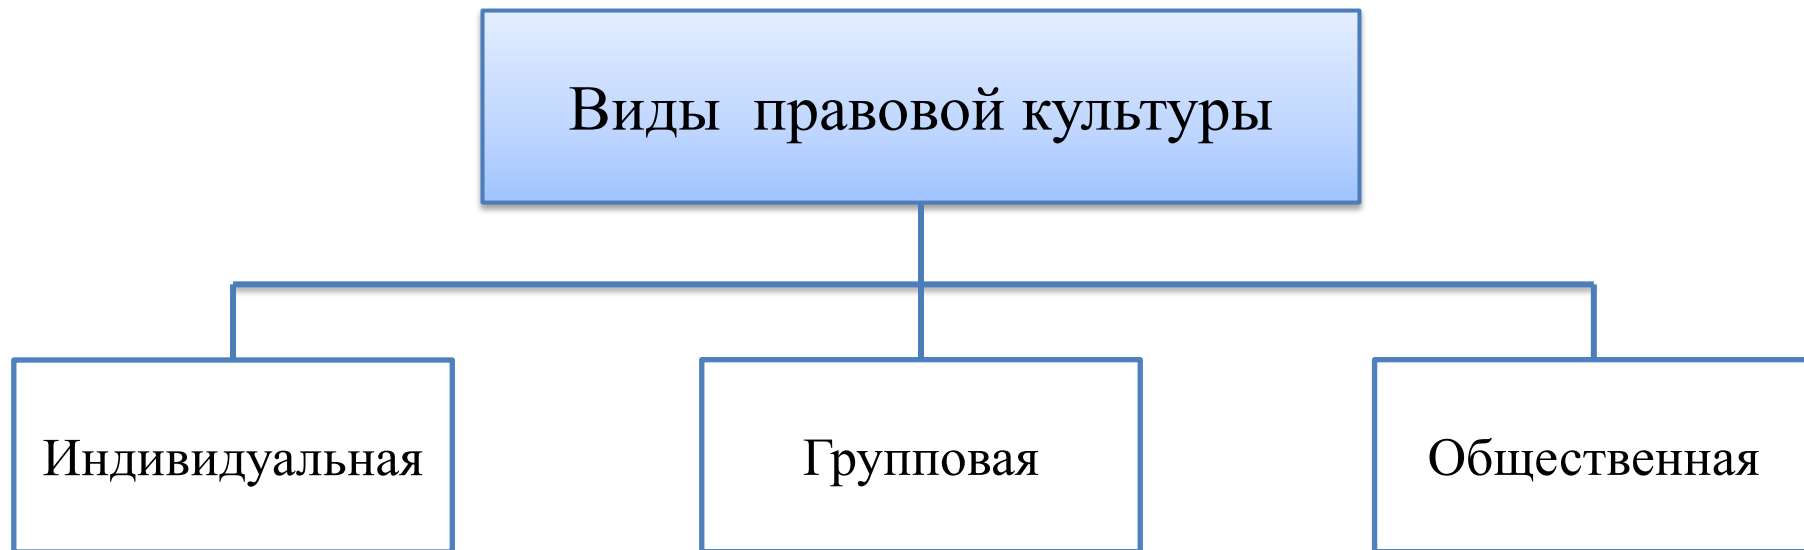 Виды правовой культуры
Индивидуальная
Групповая
Общественная